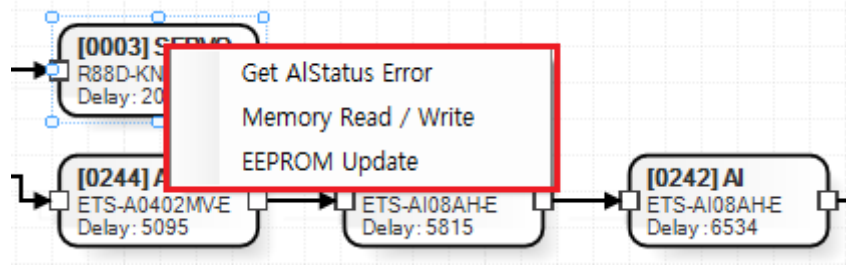 [0003]
R88D-KN
Delay: 20
Get AlStatus Error
Memory Read / Write
EEPROM Update
[0244] A
ETS-A0402MV-E
Delay: 5095
ETS-AI08AH-E
Delay: 5815
[0242] AI
ETS-AI08AH-E
Delay: 6534